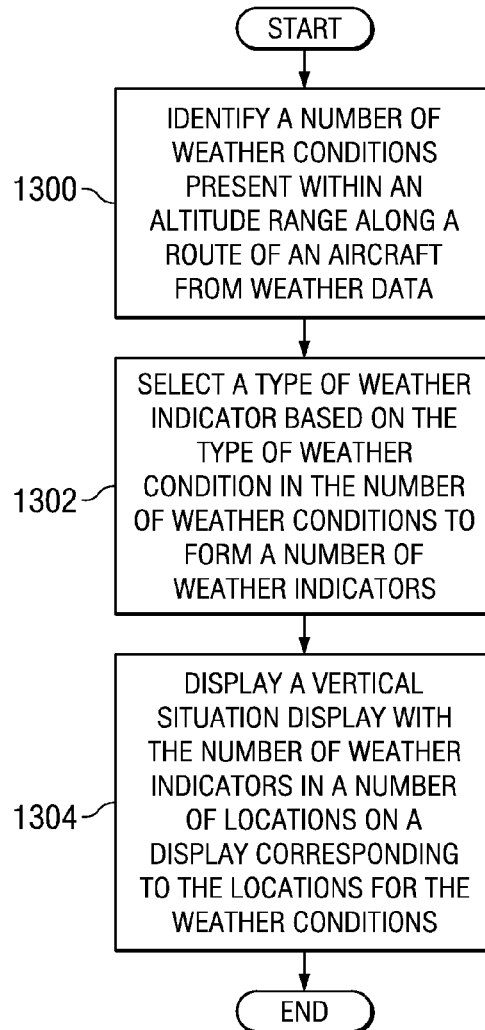 START
1300
IDENTIFY A NUMBER OF
WEATHER CONDITIONS
PRESENT WITHIN AN
ALTITUDE RANGE ALONG A
ROUTE OF AN AIRCRAFT
FROM WEATHER DATA
1302
SELECT A TYPE OF WEATHER
INDICATOR BASED ON THE
TYPE OF WEATHER
CONDITION IN THE NUMBER
OF WEATHER CONDITIONS TO
FORM A NUMBER OF
WEATHER INDICATORS
1304
DISPLAY A VERTICAL
SITUATION DISPLAY WITH
THE NUMBER OF WEATHER
INDICATORS IN A NUMBER
OF LOCATIONS ON A
DISPLAY CORRESPONDING
TO THE LOCATIONS FOR THE
WEATHER CONDITIONS
END